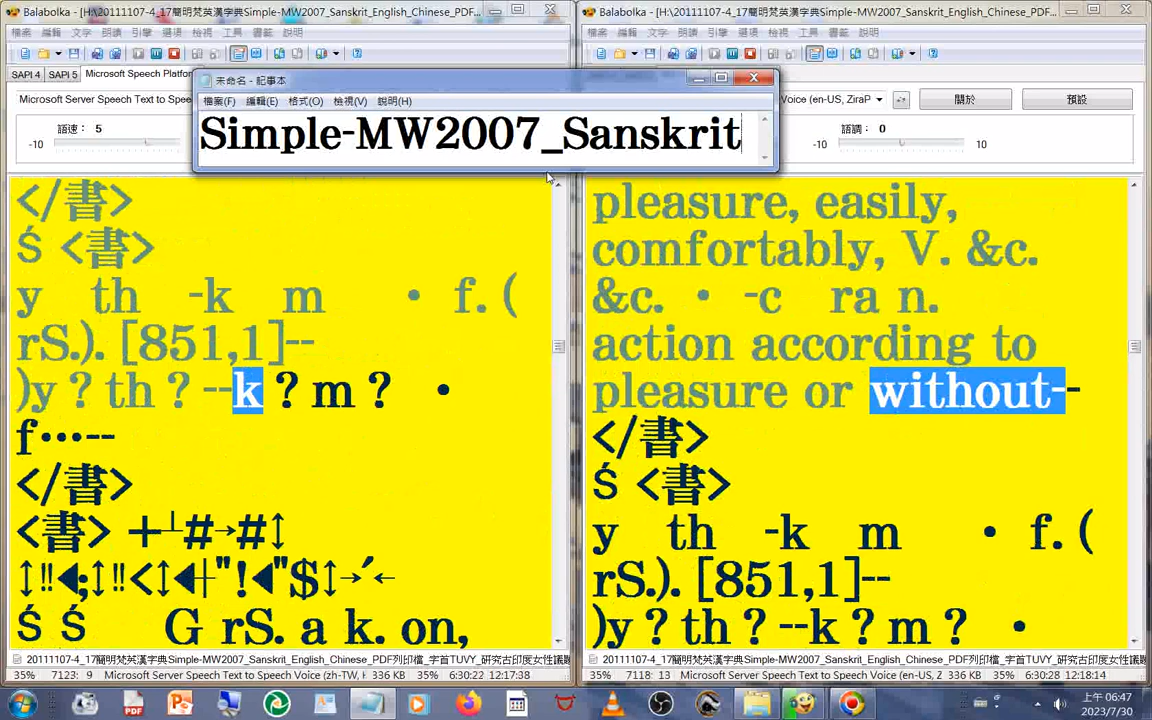 Balabolka - [H:\20111107-4_17簡明梵英漢字典Simple-MW2007_Sanskrit_English_Chinese_PDF...
檔案 編輯 文字 朗讀 引擎 選項 檢視 工具 書籤 說明
SAPI 4 SAPI 5 Microsoft Speech Platfo
Microsoft Server Speech Text to Spe
語速： 5
-10
未命名 - 記事本
檔案(F) 編輯(E) 格式(O) 檢視(V) 說明(H)
Simple-MW2007_Sanskrit
</書>
Ś <書>
y th -k m • f. (
rS.). [851,1]--
)y ? th ? --k ? m ? •
f…--
</書>
<書> +┴#→#↕
↕‼◀;↕‼<↕◀┼"!◀"$↕→´←
Ś Ś G rS. a k. on,
20111107-4_17簡明梵英漢字典Simple-MW2007_Sanskrit_English_Chinese_PDF列印檔_字首TUVY_研究古印度女性議題
35% 7123: 9 Microsoft Server Speech Text to Speech Voice (zh-TW, H 336 KB 6:30:22 12:17:38
Balabolka - [H:\20111107-4_17簡明梵英漢字典Simple-MW2007_Sanskrit_English_Chinese_PDF...
檔案 編輯 文字 朗讀 引擎 選項 檢視 工具 書籤 說明
Voice (en-US, ZiraP 關於 預設
語調： 0
-10 10
pleasure, easily,
comfortably, V. &c.
&c. • -c ra n.
action according to
pleasure or without--
</書>
Ś <書>
y th -k m • f. (
rS.). [851,1]--
)y ? th ? --k ? m ? •
20111107-4_17簡明梵英漢字典Simple-MW2007_Sanskrit_English_Chinese_PDF列印檔_字首TUVY_研究古印度女性議題
35% 7118: 13 Microsoft Server Speech Text to Speech Voice (en-US, Z 336 KB 6:30:28 12:18:14
上午 06:47
2023/7/30